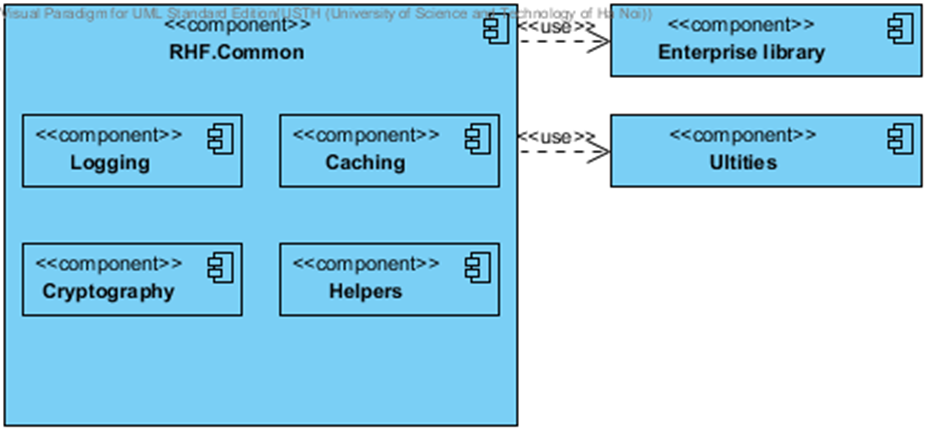 Visual Paradigm for UML Standard Edition(USTH (University of Science and Technology of Ha Noi))
<<component>>
RHF.Common
<<use>>
<<component>>
Enterprise library
<<component>>
Logging
<<component>>
Caching
<<use>>
<<component>>
Ultities
<<component>>
Cryptography
<<component>>
Helpers